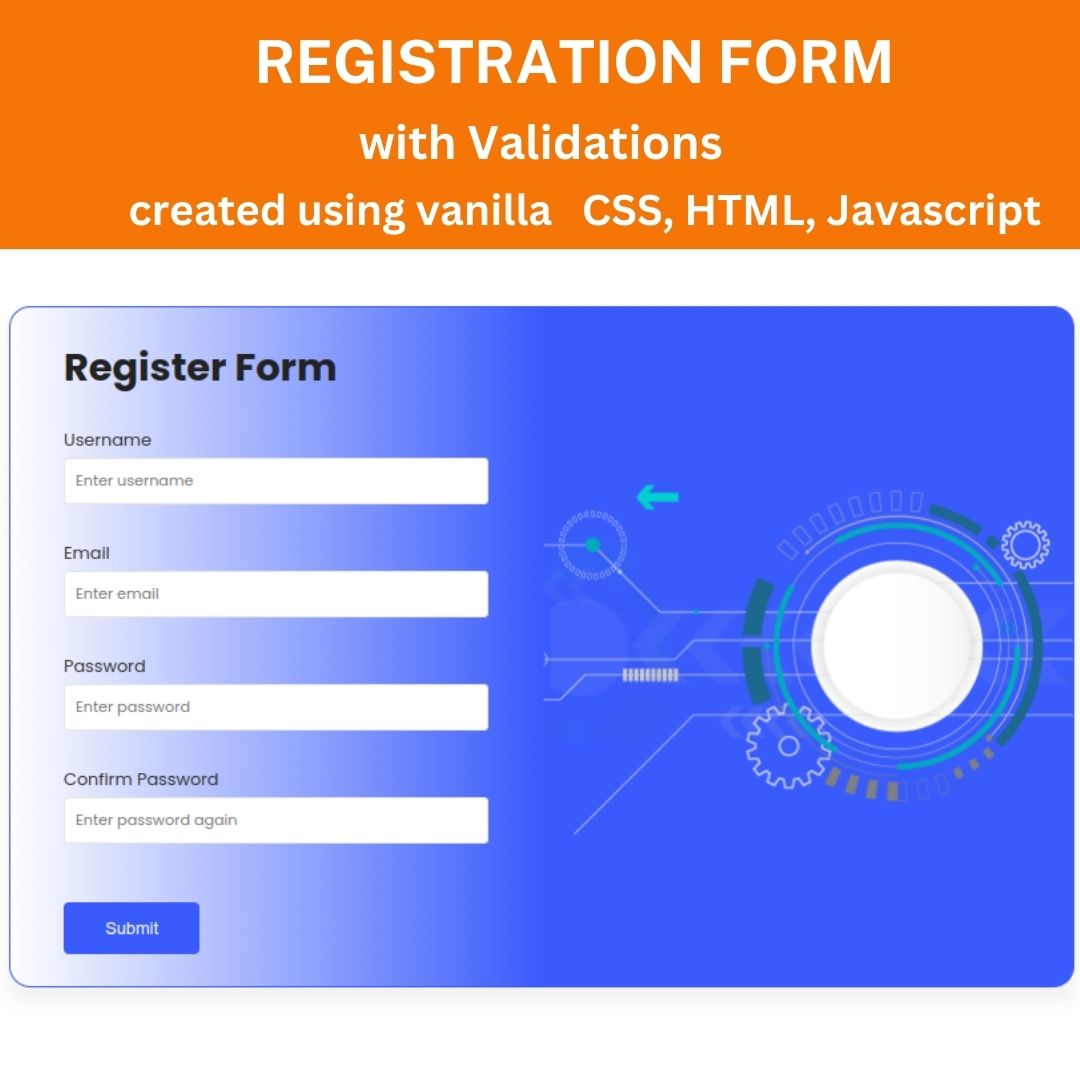 REGISTRATION FORM
with Validations
created using vanilla CSS, HTML, Javascript
Register Form
Username
Enter username
Email
Enter email
Password
Enter password
Confirm Password
Enter password again
Submit